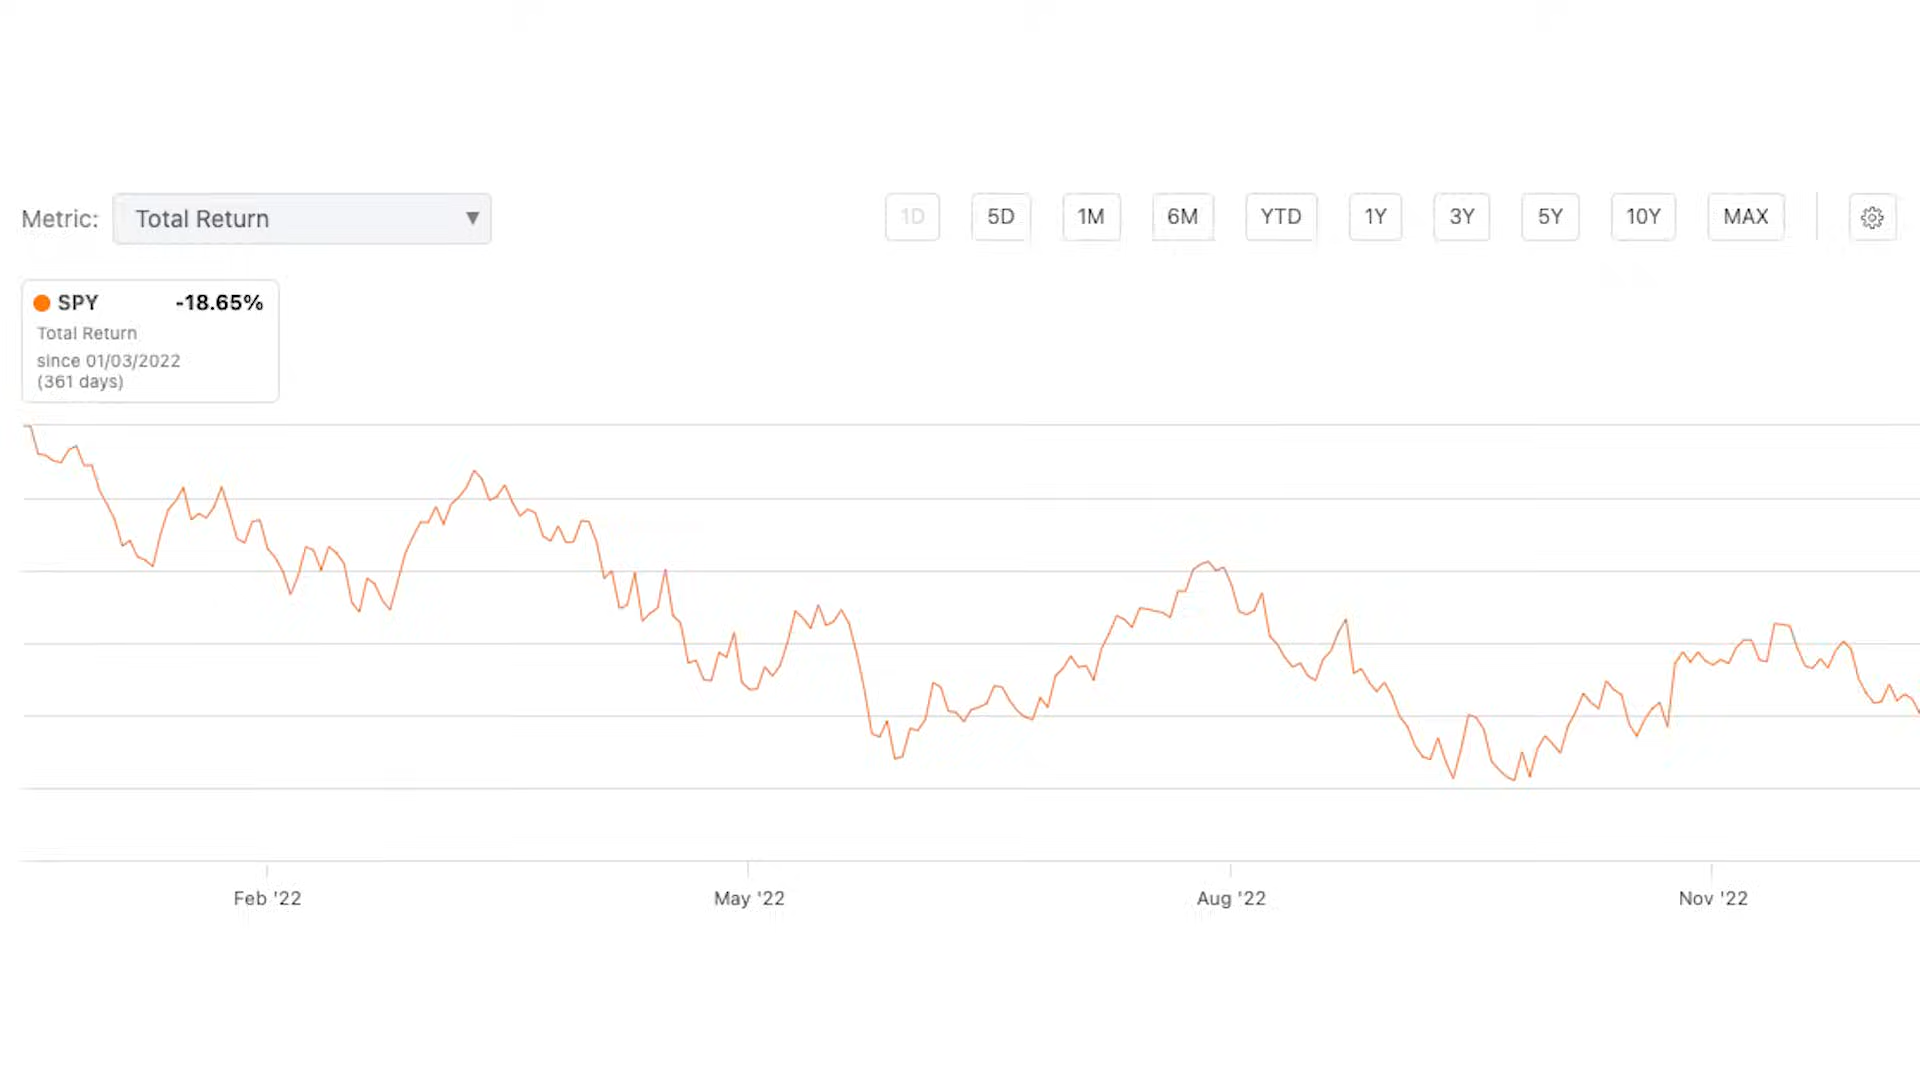 Metric: Total Return ▼ 1D 5D 1M 6M YTD 1Y 3Y 5Y 10Y MAX
SPY -18.65%
Total Return
since 01/03/2022
(361 days)
Feb '22 May '22 Aug '22 Nov '22